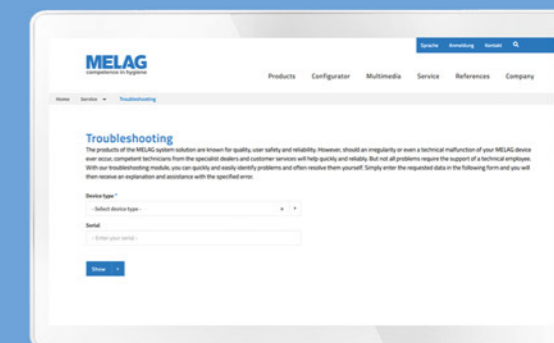 Sprache Anmeldung Kontakt
MELAG
competence in hygiene
Products Configurator Multimedia Service References Company
Home Service Troubleshooting
Troubleshooting
The products of the MELAG system solution are known for quality, user safety and reliability. However, should an irregularity or even a technical malfunction of your MELAG device
ever occur, competent technicians from the specialist dealers and customer services will help quickly and reliably. But not all problems require the support of a technical employee.
With our troubleshooting module, you can quickly and easily identify problems and often resolve them yourself. Simply enter the requested data in the following form and you will
then receive an explanation and assistance with the specified error.
Device type *
- Select device type -
Serial
- Enter your serial -
Show